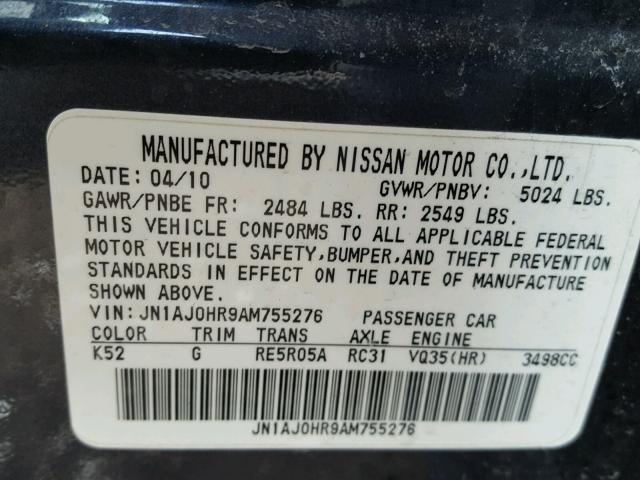 MANUFACTURED BY NISSAN MOTOR CO.,LTD.
DATE: 04/10 GVWR/PNBV: 5024 LBS.
GAWR/PNBE FR: 2484 LBS. RR: 2549 LBS.
THIS VEHICLE CONFORMS TO ALL APPLICABLE FEDERAL
MOTOR VEHICLE SAFETY,BUMPER,AND THEFT PREVENTION
STANDARDS IN EFFECT ON THE DATE OF MANUFACTURE
SHOWN ABOVE.
VIN: JN1AJ0HR9AM755276 PASSENGER CAR
COLOR TRIM TRANS AXLE ENGINE
K52 G RE5R05A RC31 VQ35(HR) 3498CC
JN1AJ0HR9AM755276